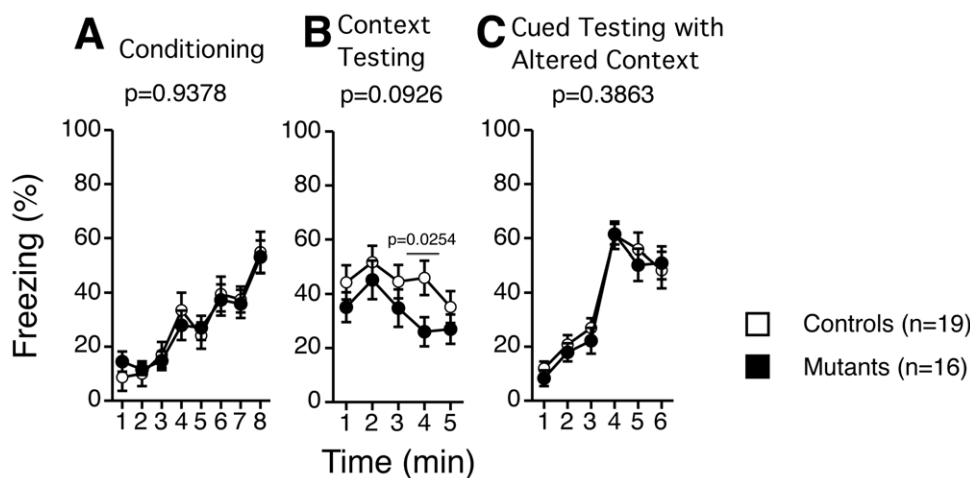 A Conditioning
p=0.9378
B Context
Testing
p=0.0926
C Cued Testing with
Altered Context
p=0.3863
Freezing (%)
100
80
60
40
20
0
1 2 3 4 5 6 7 8
100
80
60
40
20
0
p=0.0254
1 2 3 4 5
100
80
60
40
20
0
1 2 3 4 5 6
Time (min)
Controls (n=19)
Mutants (n=16)